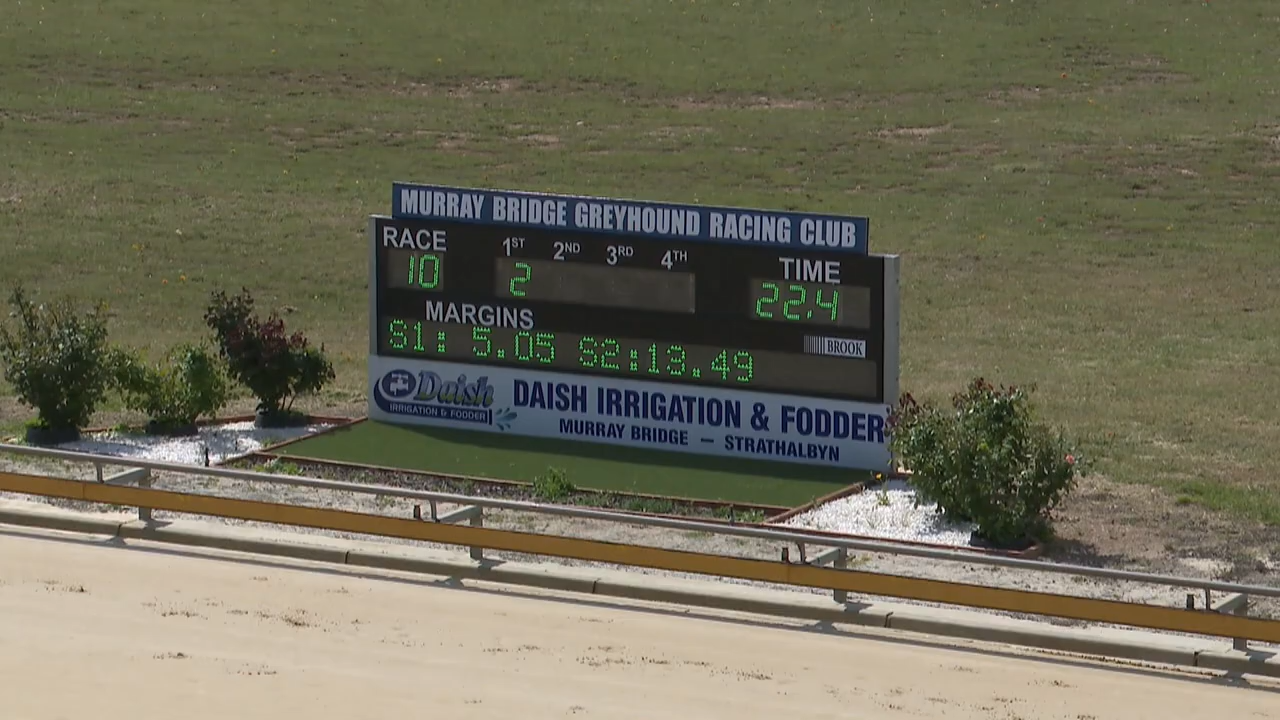 MURRAY BRIDGE GREYHOUND RACING CLUB
RACE 1ST 2ND 3RD 4TH TIME
10 2 22.4
MARGINS
S1: 5.05 S2:13.49
BROOK
Daish
IRRIGATION & FODDER
DAISH IRRIGATION & FODDER
MURRAY BRIDGE — STRATHALBYN